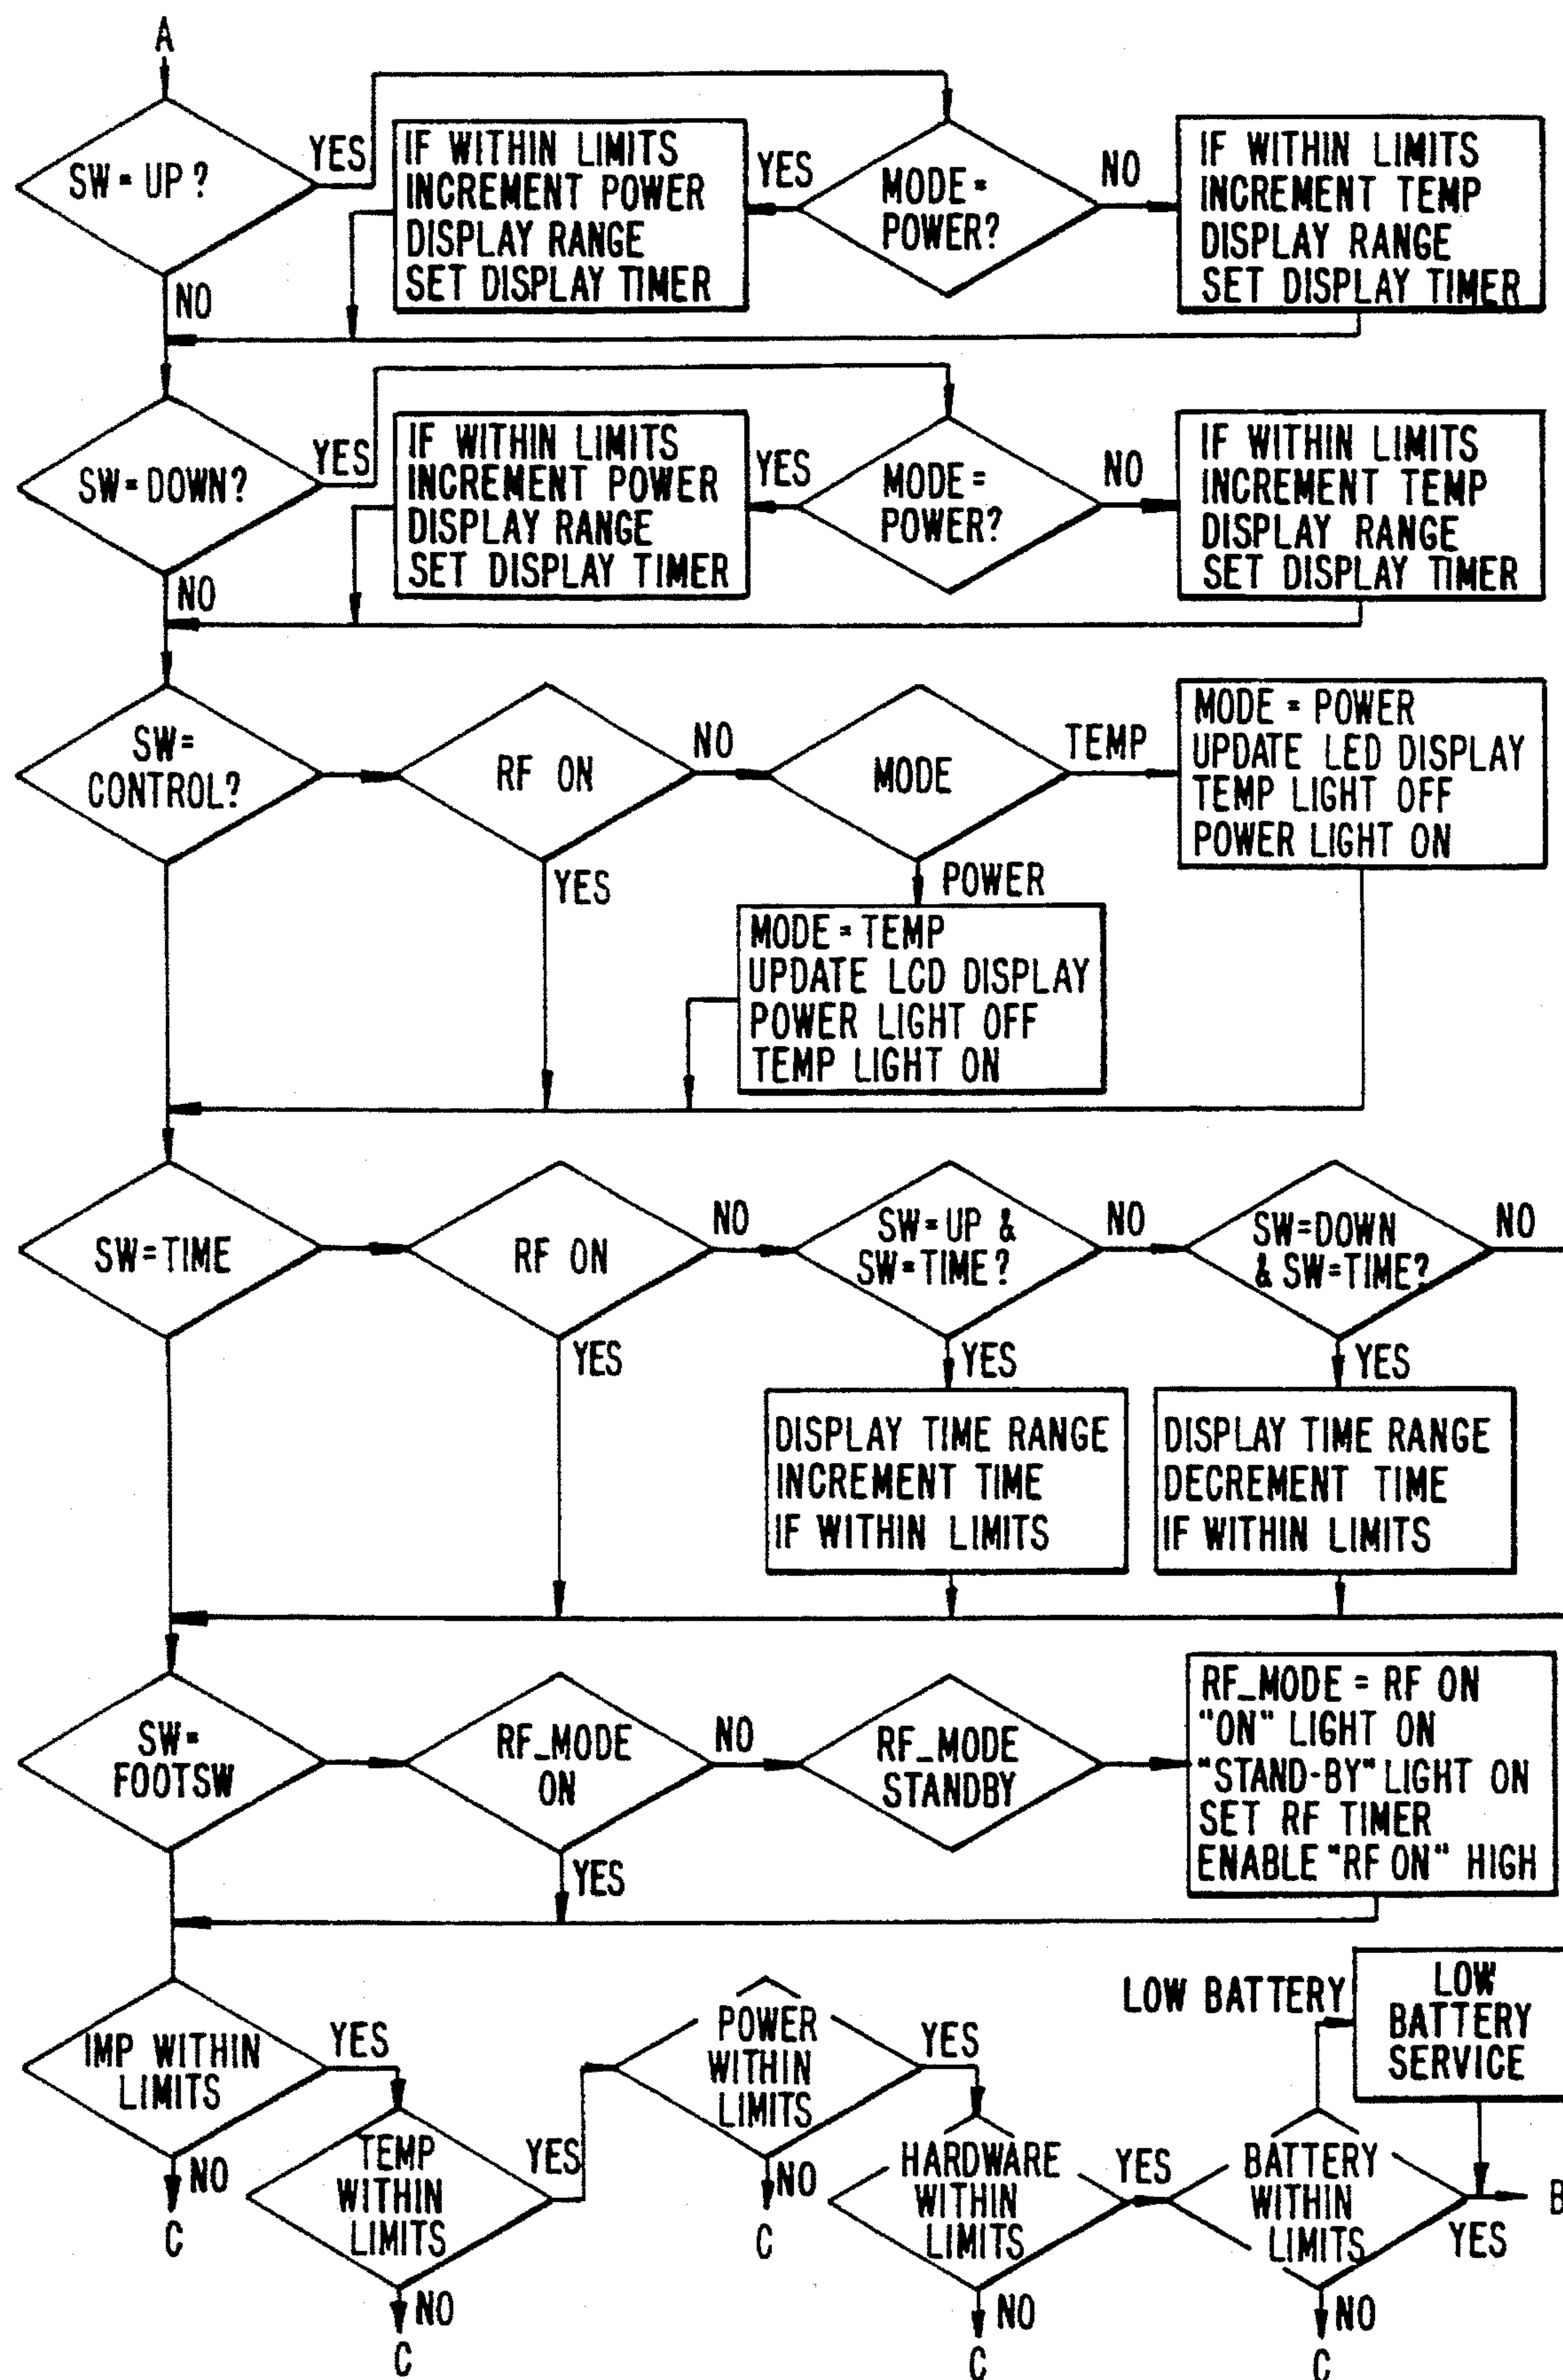 A
SW = UP ?
YES
NO
IF WITHIN LIMITS
INCREMENT POWER
DISPLAY RANGE
SET DISPLAY TIMER
YES
MODE =
POWER?
NO
IF WITHIN LIMITS
INCREMENT TEMP
DISPLAY RANGE
SET DISPLAY TIMER
SW = DOWN?
YES
NO
IF WITHIN LIMITS
INCREMENT POWER
DISPLAY RANGE
SET DISPLAY TIMER
YES
MODE =
POWER?
NO
IF WITHIN LIMITS
INCREMENT TEMP
DISPLAY RANGE
SET DISPLAY TIMER
SW =
CONTROL?
RF ON
NO
YES
MODE
TEMP
POWER
MODE = POWER
UPDATE LED DISPLAY
TEMP LIGHT OFF
POWER LIGHT ON
MODE = TEMP
UPDATE LCD DISPLAY
POWER LIGHT OFF
TEMP LIGHT ON
SW = TIME
RF ON
NO
YES
SW = UP &
SW = TIME?
NO
YES
SW=DOWN
& SW=TIME?
NO
YES
DISPLAY TIME RANGE
INCREMENT TIME
IF WITHIN LIMITS
DISPLAY TIME RANGE
DECREMENT TIME
IF WITHIN LIMITS
SW=
FOOTSW
RF_MODE
ON
NO
YES
RF_MODE
STANDBY
RF_MODE = RF ON
"ON" LIGHT ON
"STAND-BY" LIGHT ON
SET RF TIMER
ENABLE "RF ON" HIGH
IMP WITHIN
LIMITS
YES
NO
C
TEMP
WITHIN
LIMITS
YES
NO
C
POWER
WITHIN
LIMITS
YES
NO
C
HARDWARE
WITHIN
LIMITS
YES
NO
C
BATTERY
WITHIN
LIMITS
LOW BATTERY
LOW
BATTERY
SERVICE
YES
B
NO
C